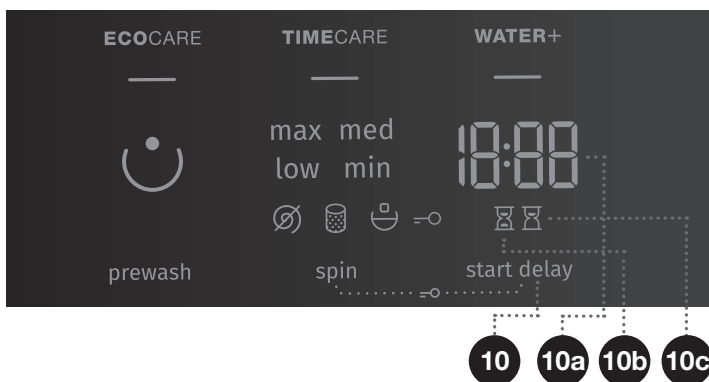 ECOCARE TIMECARE WATER+
max med
18:88
low min
prewash spin start delay
10 10a 10b 10c